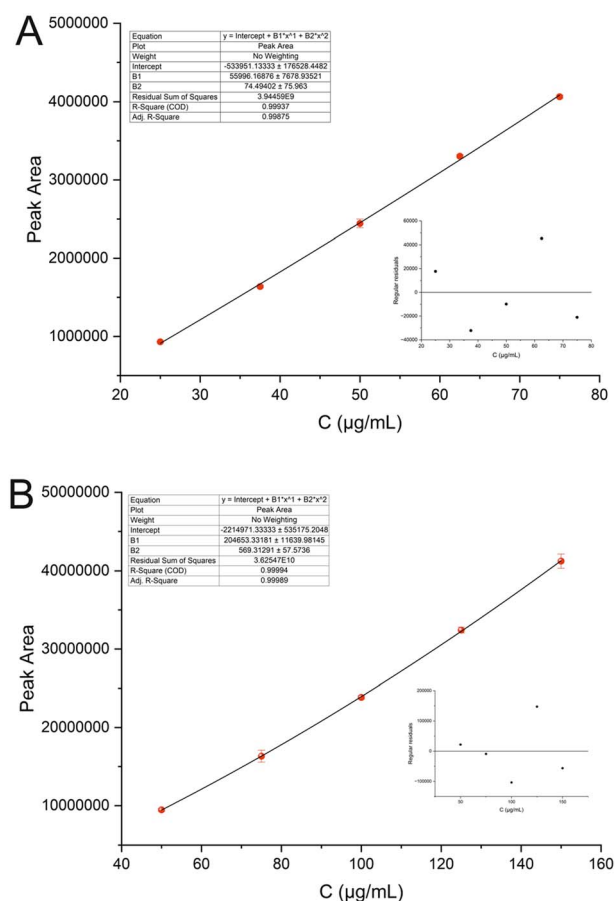 A
5000000
4000000
3000000
2000000
1000000
Peak Area
Equation y = Intercept + B1*x^1 + B2*x^2
Plot Peak Area
Weight No Weighting
Intercept -533951.13333 ± 176528.4482
B1 55996.16876 ± 7678.93521
B2 74.49402 ± 75.963
Residual Sum of Squares 3.94459E9
R-Square (COD) 0.99937
Adj. R-Square 0.99875
60000
40000
20000
0
-20000
-40000
Regular residuals
20 30 40 50 60 70 80
C (µg/mL)
20 30 40 50 60 70 80
C (µg/mL)
B
50000000
40000000
30000000
20000000
10000000
Peak Area
Equation y = Intercept + B1*x^1 + B2*x^2
Plot Peak Area
Weight No Weighting
Intercept -2214971.33333 ± 535175.2048
B1 204653.33181 ± 11639.98145
B2 569.31291 ± 57.5736
Residual Sum of Squares 3.62547E10
R-Square (COD) 0.99994
Adj. R-Square 0.99989
200000
100000
0
-100000
Regular residuals
50 100 150
C (µg/mL)
40 60 80 100 120 140 160
C (µg/mL)